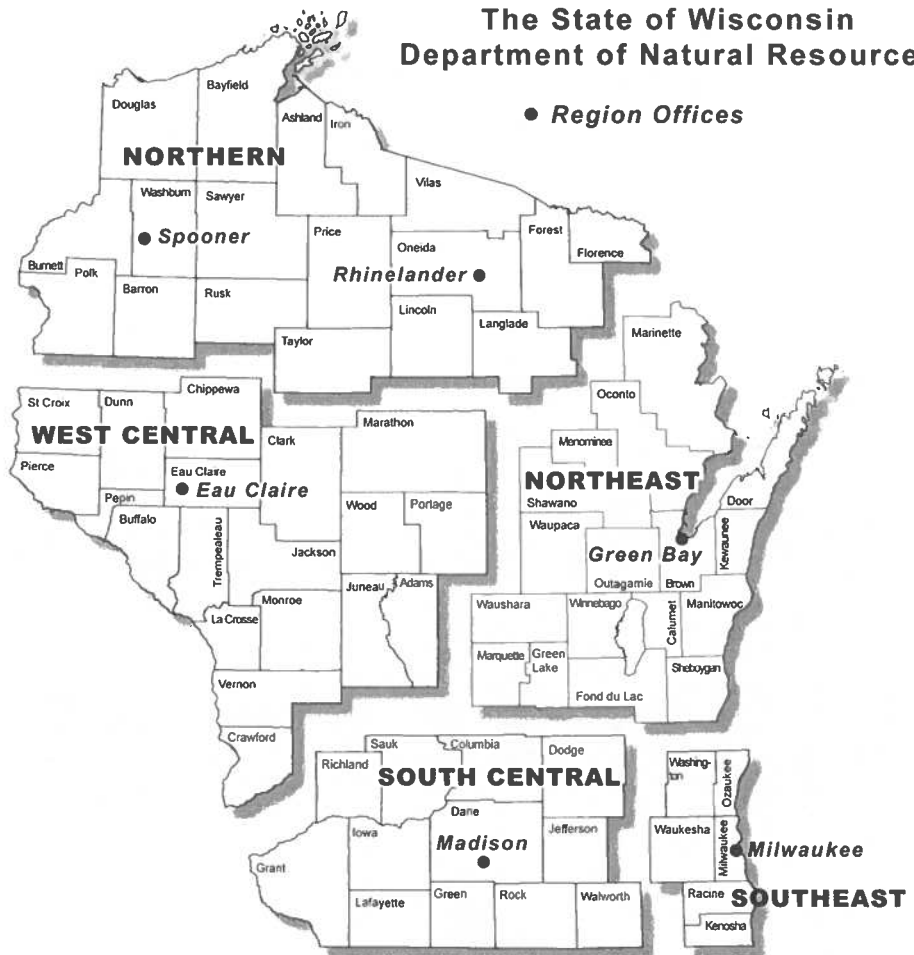 The State of Wisconsin
Department of Natural Resource
Region Offices
Bayfield
Douglas
Ashland
Iron
NORTHERN
Vilas
Washburn
Sawyer
Price
Forest
Spooner
Oneida
Florence
Rhinelander
Burnett
Polk
Barron
Rusk
Lincoln
Langlade
Taylor
Marinette
Chippewa
St Croix
Dunn
Oconto
Marathon
WEST CENTRAL
Clark
Menominee
Pierce
Eau Claire
Eau Claire
NORTHEAST
Pepin
Wood
Portage
Shawano
Door
Buffalo
Waupaca
Trempealeau
Jackson
Green Bay
Kewaunee
Juneau
Adams
Outagamie
Brown
Monroe
Waushara
Winnebago
Calumet
Manitowoc
La Crosse
Marquette
Green
Lake
Sheboygan
Vernon
Fond du Lac
Crawford
Sauk
Columbia
Dodge
Richland
SOUTH CENTRAL
Washing-
ton
Ozaukee
Dane
Iowa
Jefferson
Waukesha
Milwaukee
Madison
Milwaukee
Grant
Lafayette
Green
Rock
Walworth
Racine
SOUTHEAST
Kenosha